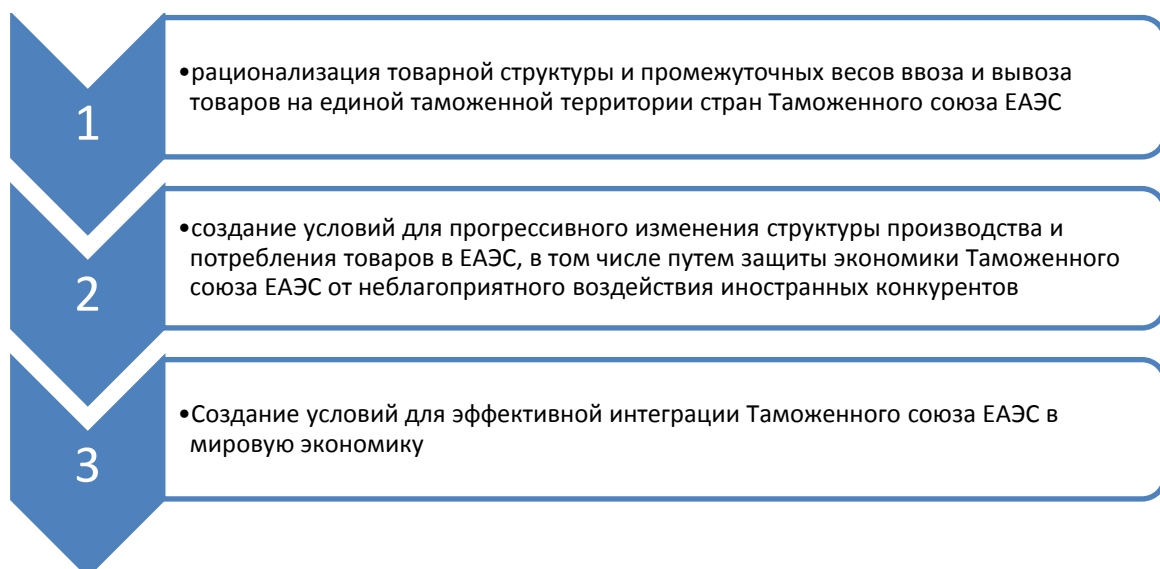 1
•рационализация товарной структуры и промежуточных весов ввоза и вывоза
товаров на единой таможенной территории стран Таможенного союза ЕАЭС
2
•создание условий для прогрессивного изменения структуры производства и
потребления товаров в ЕАЭС, в том числе путем защиты экономики Таможенного
союза ЕАЭС от неблагоприятного воздействия иностранных конкурентов
3
•Создание условий для эффективной интеграции Таможенного союза ЕАЭС в
мировую экономику